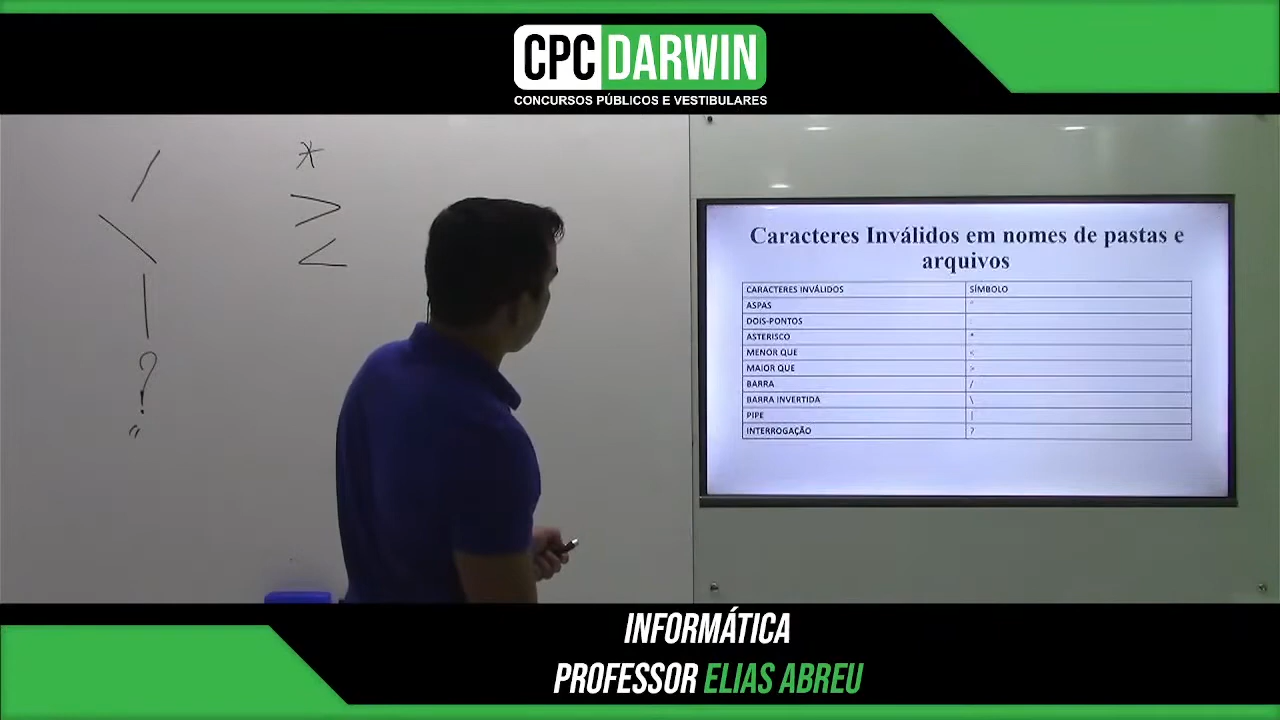 CPC DARWIN
CONCURSOS PÚBLICOS E VESTIBULARES
/
\
|
?
"
*
>
<
Caracteres Inválidos em nomes de pastas e
arquivos
CARACTERES INVÁLIDOS SÍMBOLO
ASPAS "
DOIS-PONTOS :
ASTERISCO *
MENOR QUE <
MAIOR QUE >
BARRA /
BARRA INVERTIDA \
PIPE |
INTERROGAÇÃO ?
INFORMÁTICA
PROFESSOR ELIAS ABREU